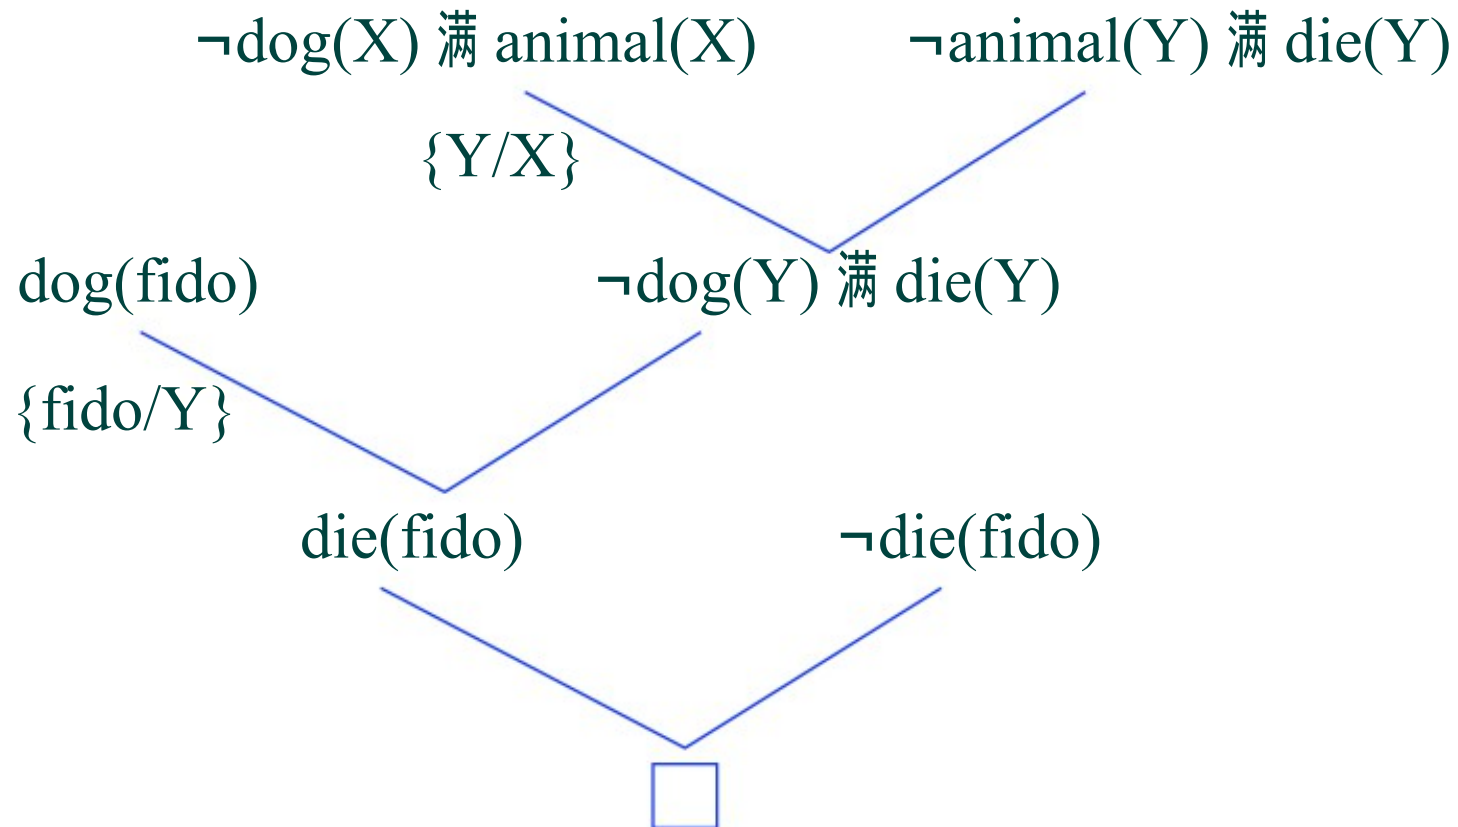 ¬dog(X) 满 animal(X) ¬animal(Y) 满 die(Y)
{Y/X}
dog(fido) ¬dog(Y) 满 die(Y)
{fido/Y}
die(fido) ¬die(fido)